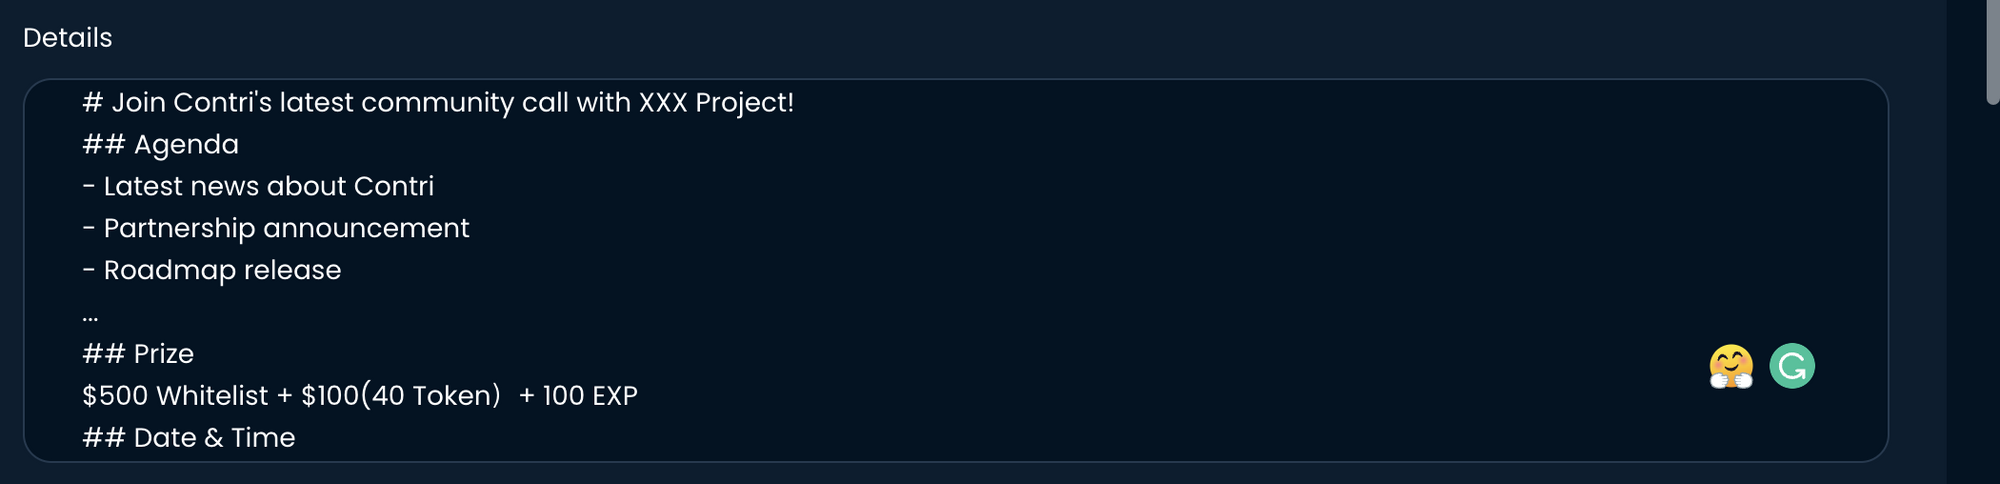 Details
# Join Contri's latest community call with XXX Project!
## Agenda
- Latest news about Contri
- Partnership announcement
- Roadmap release
...
## Prize
$500 Whitelist + $100(40 Token） + 100 EXP
## Date & Time